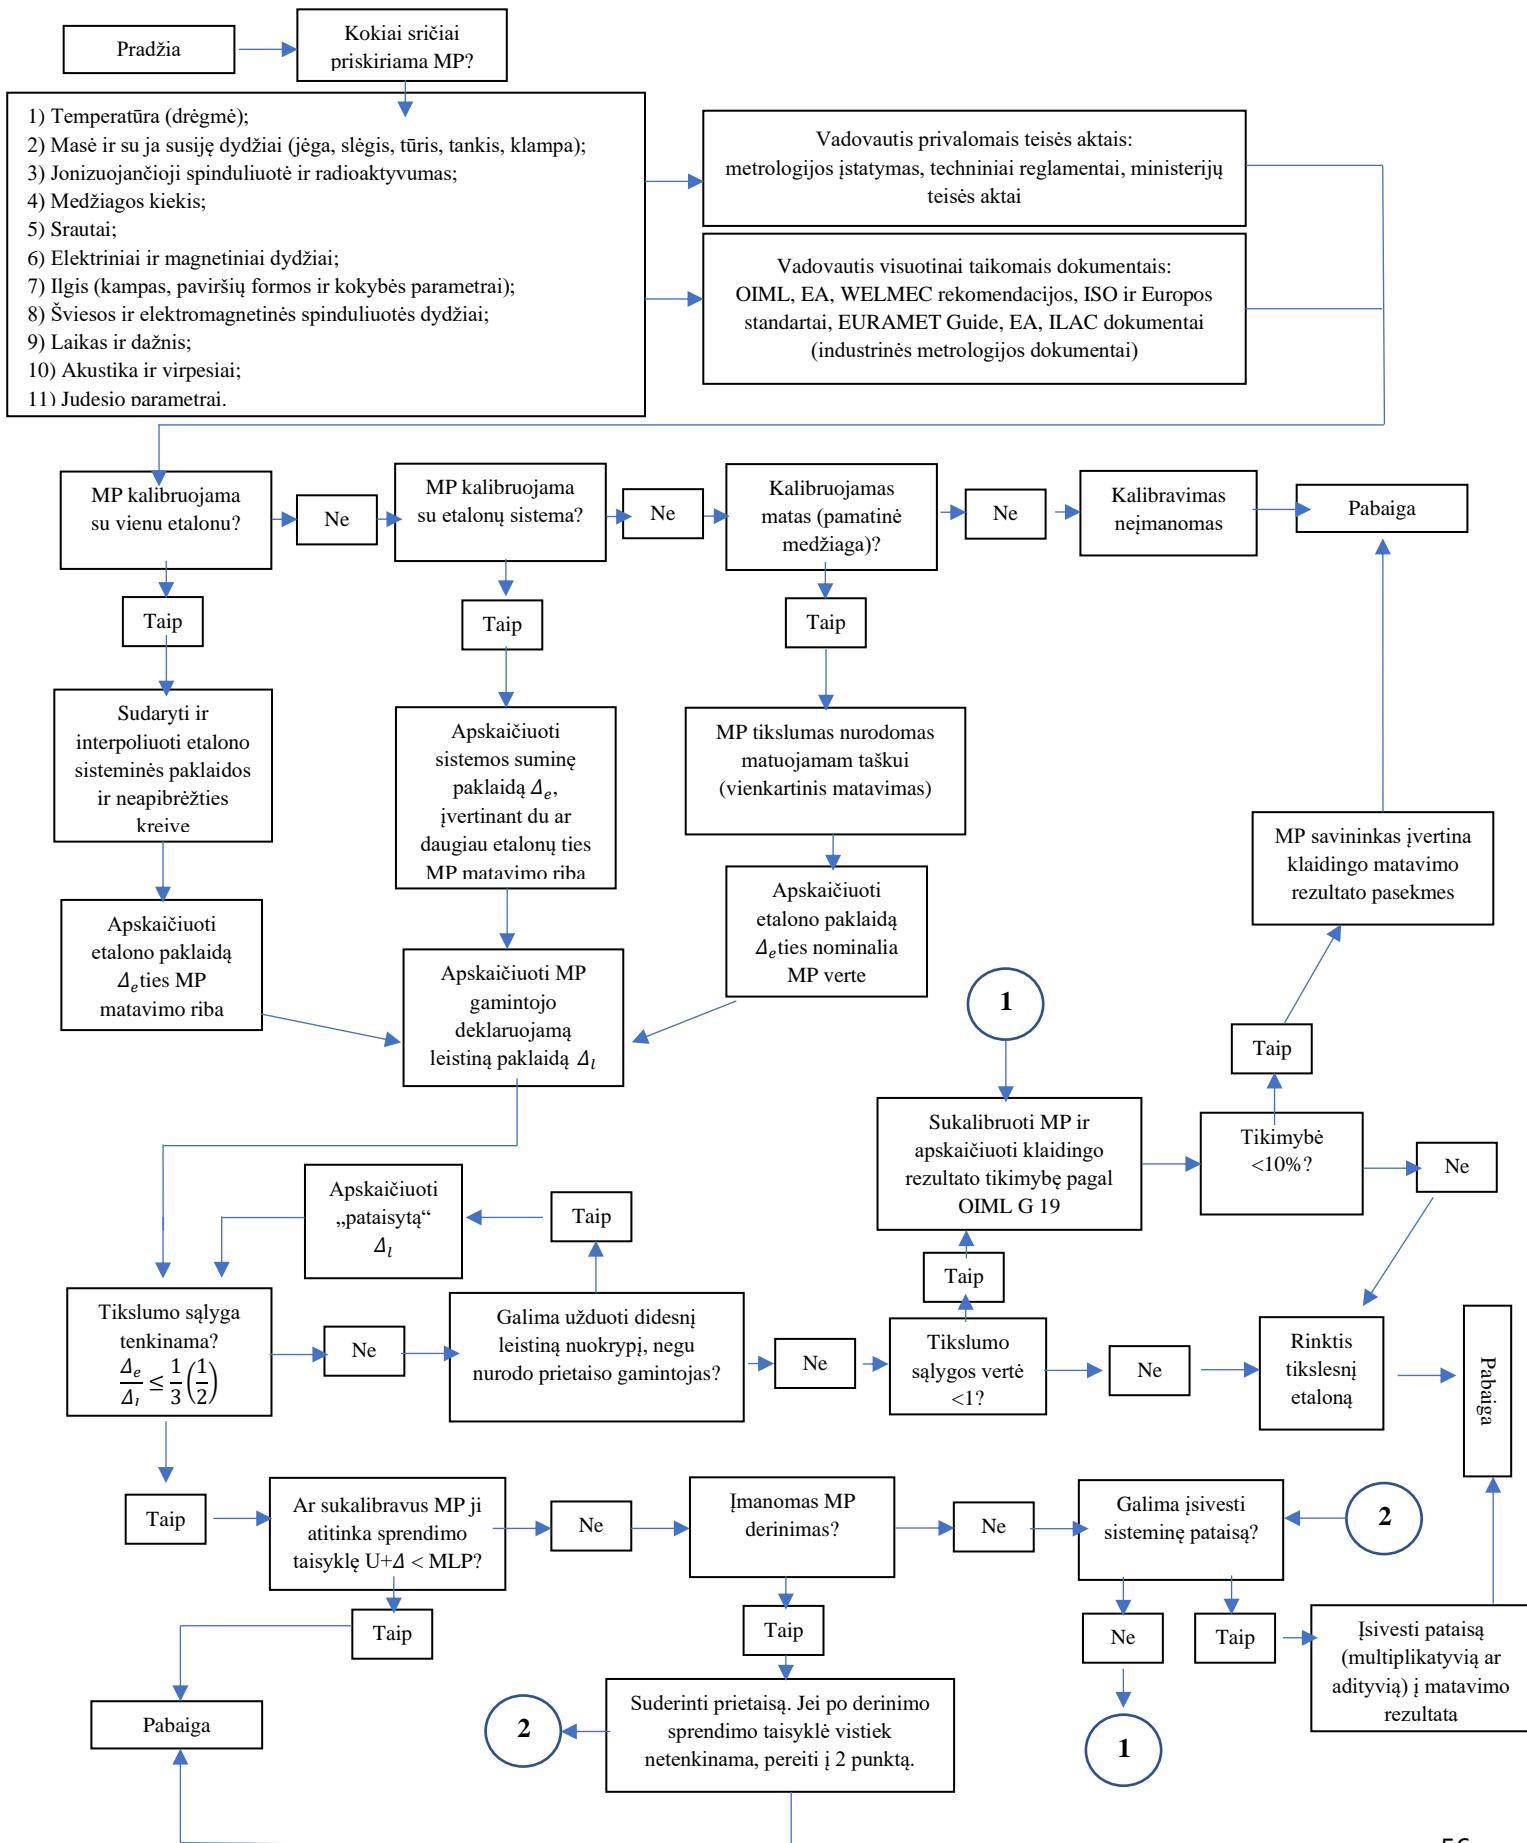 Pradžia
Kokiai sričiai
priskiriama MP?
1) Temperatūra (drėgmė);
2) Masė ir su ja susiję dydžiai (jėga, slėgis, tūris, tankis, klampa);
3) Jonizuojančioji spinduliuotė ir radioaktyvumas;
4) Medžiagos kiekis;
5) Srautai;
6) Elektriniai ir magnetiniai dydžiai;
7) Ilgis (kampas, paviršių formos ir kokybės parametrai);
8) Šviesos ir elektromagnetinės spinduliuotės dydžiai;
9) Laikas ir dažnis;
10) Akustika ir virpesiai;
11) Judesio parametrai.
Vadovautis privalomais teisės aktais:
metrologijos įstatymas, techniniai reglamentai, ministerijų
teisės aktai
Vadovautis visuotinai taikomais dokumentais:
OIML, EA, WELMEC rekomendacijos, ISO ir Europos
standartai, EURAMET Guide, EA, ILAC dokumentai
(industrinės metrologijos dokumentai)
MP kalibruojama
su vienu etalonu?
Ne
MP kalibruojama
su etalonų sistema?
Ne
Kalibruojamas
matas (pamatinė
medžiaga)?
Ne
Kalibravimas
neįmanomas
Pabaiga
Taip
Taip
Taip
Sudaryti ir
interpoliuoti etalono
sisteminės paklaidos
ir neapibrėžties
kreivę
Apskaičiuoti
sistemos suminę
paklaidą Δe,
įvertinant du ar
daugiau etalonų ties
MP matavimo riba
MP tikslumas nurodomas
matuojamam taškui
(vienkartinis matavimas)
MP savininkas įvertina
klaidingo matavimo
rezultato pasekmes
Apskaičiuoti
etalono paklaidą
Δe ties MP
matavimo riba
Apskaičiuoti MP
gamintojo
deklaruojamą
leistiną paklaidą Δl
Apskaičiuoti
etalono paklaidą
Δe ties nominalia
MP verte
1
Taip
Sukalibruoti MP ir
apskaičiuoti klaidingo
rezultato tikimybę pagal
OIML G 19
Tikimybė
<10%?
Ne
Apskaičiuoti
„pataisytą“
Δl
Taip
Taip
Tikslumo sąlyga
tenkinama?
Δe/Δl ≤ 1/3 (1/2)
Ne
Galima užduoti didesnį
leistiną nuokrypį, negu
nurodo prietaiso gamintojas?
Ne
Tikslumo
sąlygos vertė
<1?
Ne
Rinktis
tikslesnį
etaloną
Pabaiga
Taip
Ar sukalibravus MP ji
atitinka sprendimo
taisyklę U+Δ < MLP?
Ne
Įmanomas MP
derinimas?
Ne
Galima įsivesti
sisteminę pataisą?
2
Taip
Taip
Ne
Taip
Įsivesti pataisą
(multiplikatyvią ar
adityvią) į matavimo
rezultatą
Pabaiga
2
Suderinti prietaisą. Jei po derinimo
sprendimo taisyklė vistiek
netenkinama, pereiti į 2 punktą.
1
56